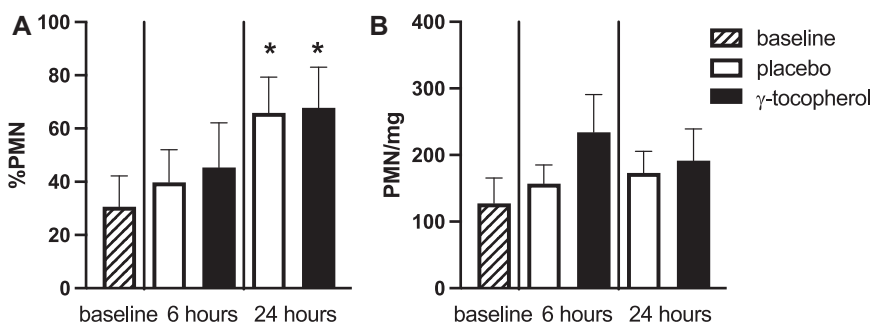 A
%PMN
100
80
60
40
20
0
* *
baseline 6 hours 24 hours
B
PMN/mg
400
300
200
100
0
baseline 6 hours 24 hours
baseline
placebo
γ-tocopherol